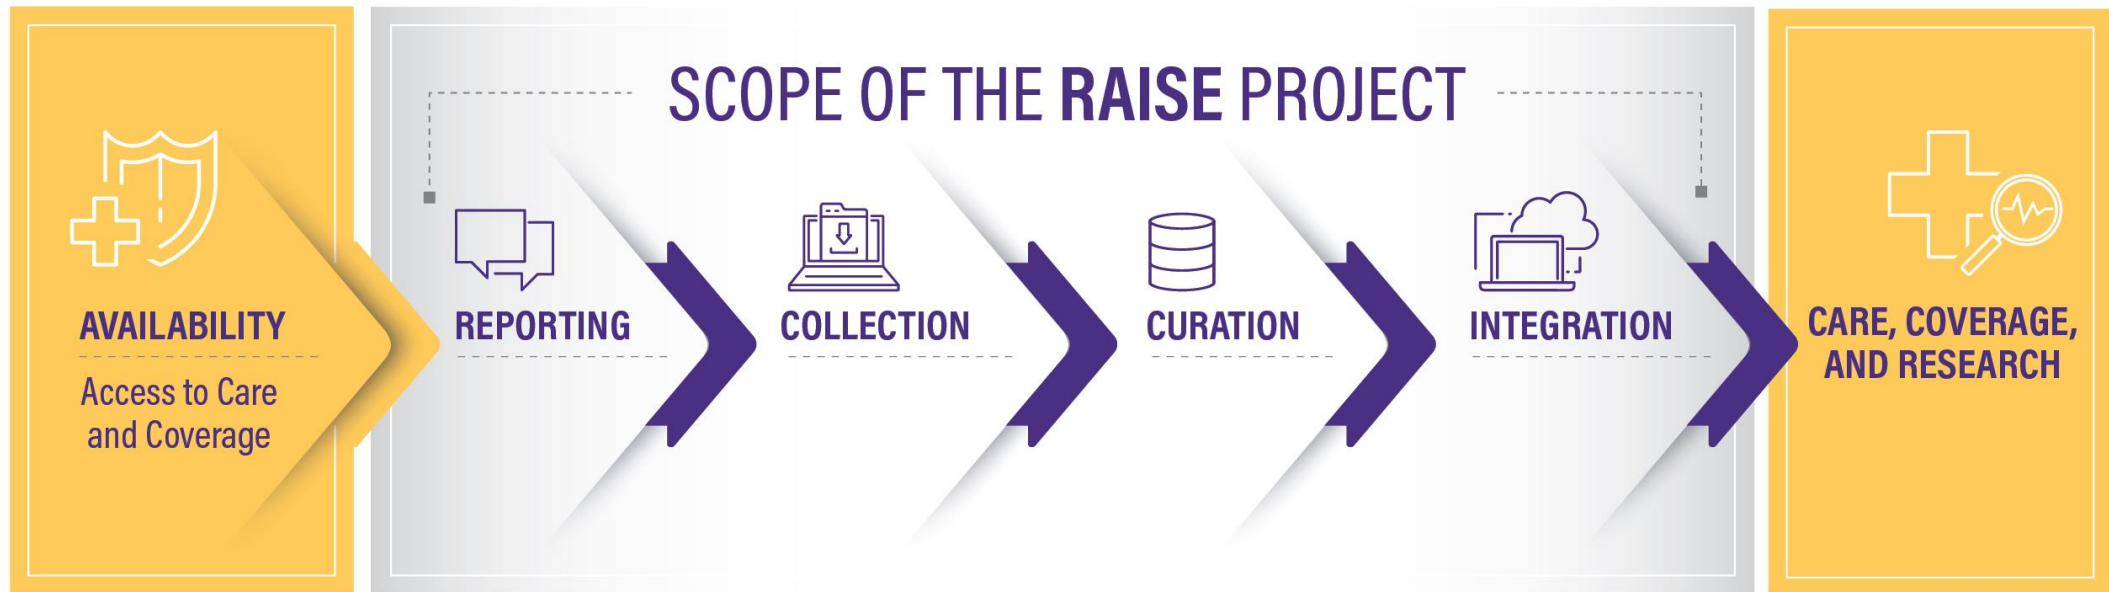 SCOPE OF THE RAISE PROJECT
AVAILABILITY
Access to Care
and Coverage
REPORTING
COLLECTION
CURATION
INTEGRATION
CARE, COVERAGE,
AND RESEARCH